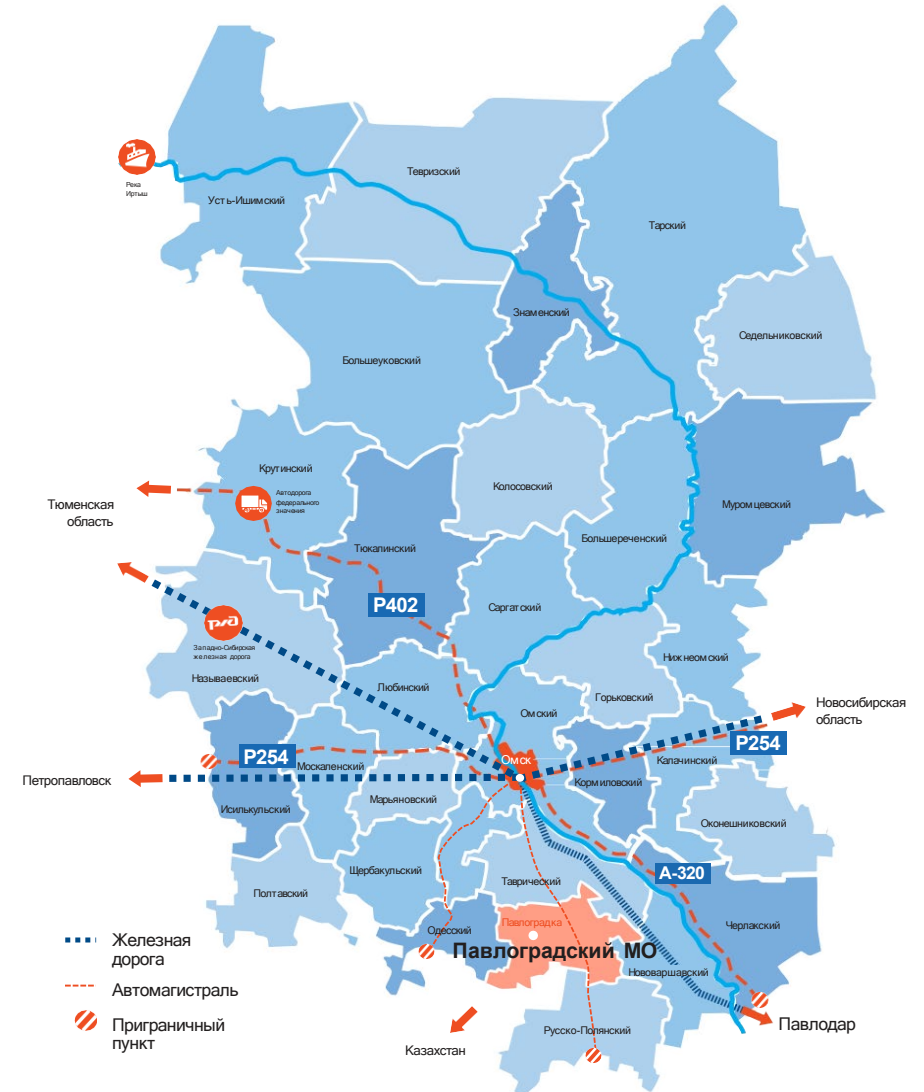 Тевризский
Река
Иртыш
Усть-Ишимский
Тарский
Знаменский
Седельниковский
Большеуковский
Крутинский
Колосовский
Автодорога
федерального
значения
Тюменская
область
Муромцевский
Тюкалинский
Большереченский
Р402
Саргатский
РЖД
Западно-Сибирская
железная дорога
Называевский
Нижнеомский
Любинский
Горьковский
Омский
Новосибирская
область
Р254
Р254
Омск
Москаленский
Калачинский
Петропавловск
Исилькульский
Марьяновский
Кормиловский
Оконешниковский
Щербакульский
А-320
Таврический
Полтавский
Павлоградка
Одесский
Черлакский
Павлоградский МО
Нововаршавский
Железная
дорога
Автомагистраль
Приграничный
пункт
Русско-Полянский
Казахстан
Павлодар